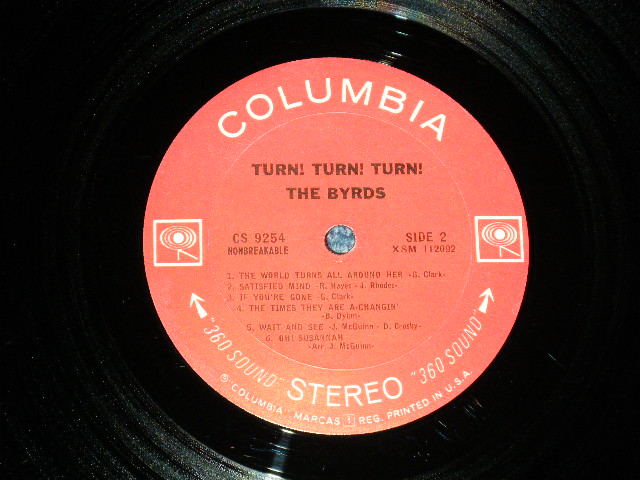 COLUMBIA
TURN! TURN! TURN!
THE BYRDS
CS 9254
NONBREAKABLE
SIDE 2
XSM 112092
1. THE WORLD TURNS ALL AROUND HER -G. Clark-
2. SATISFIED MIND -R. Hayes - J. Rhodes-
3. IF YOU'RE GONE -G. Clark-
4. THE TIMES THEY ARE A-CHANGIN'
-B. Dylan-
5. WAIT AND SEE -J. McGuinn - D. Crosby-
6. OH! SUSANNAH
-Arr. J. McGuinn-
"360 SOUND" STEREO "360 SOUND"
® "COLUMBIA" MARCAS REG. PRINTED IN U.S.A.